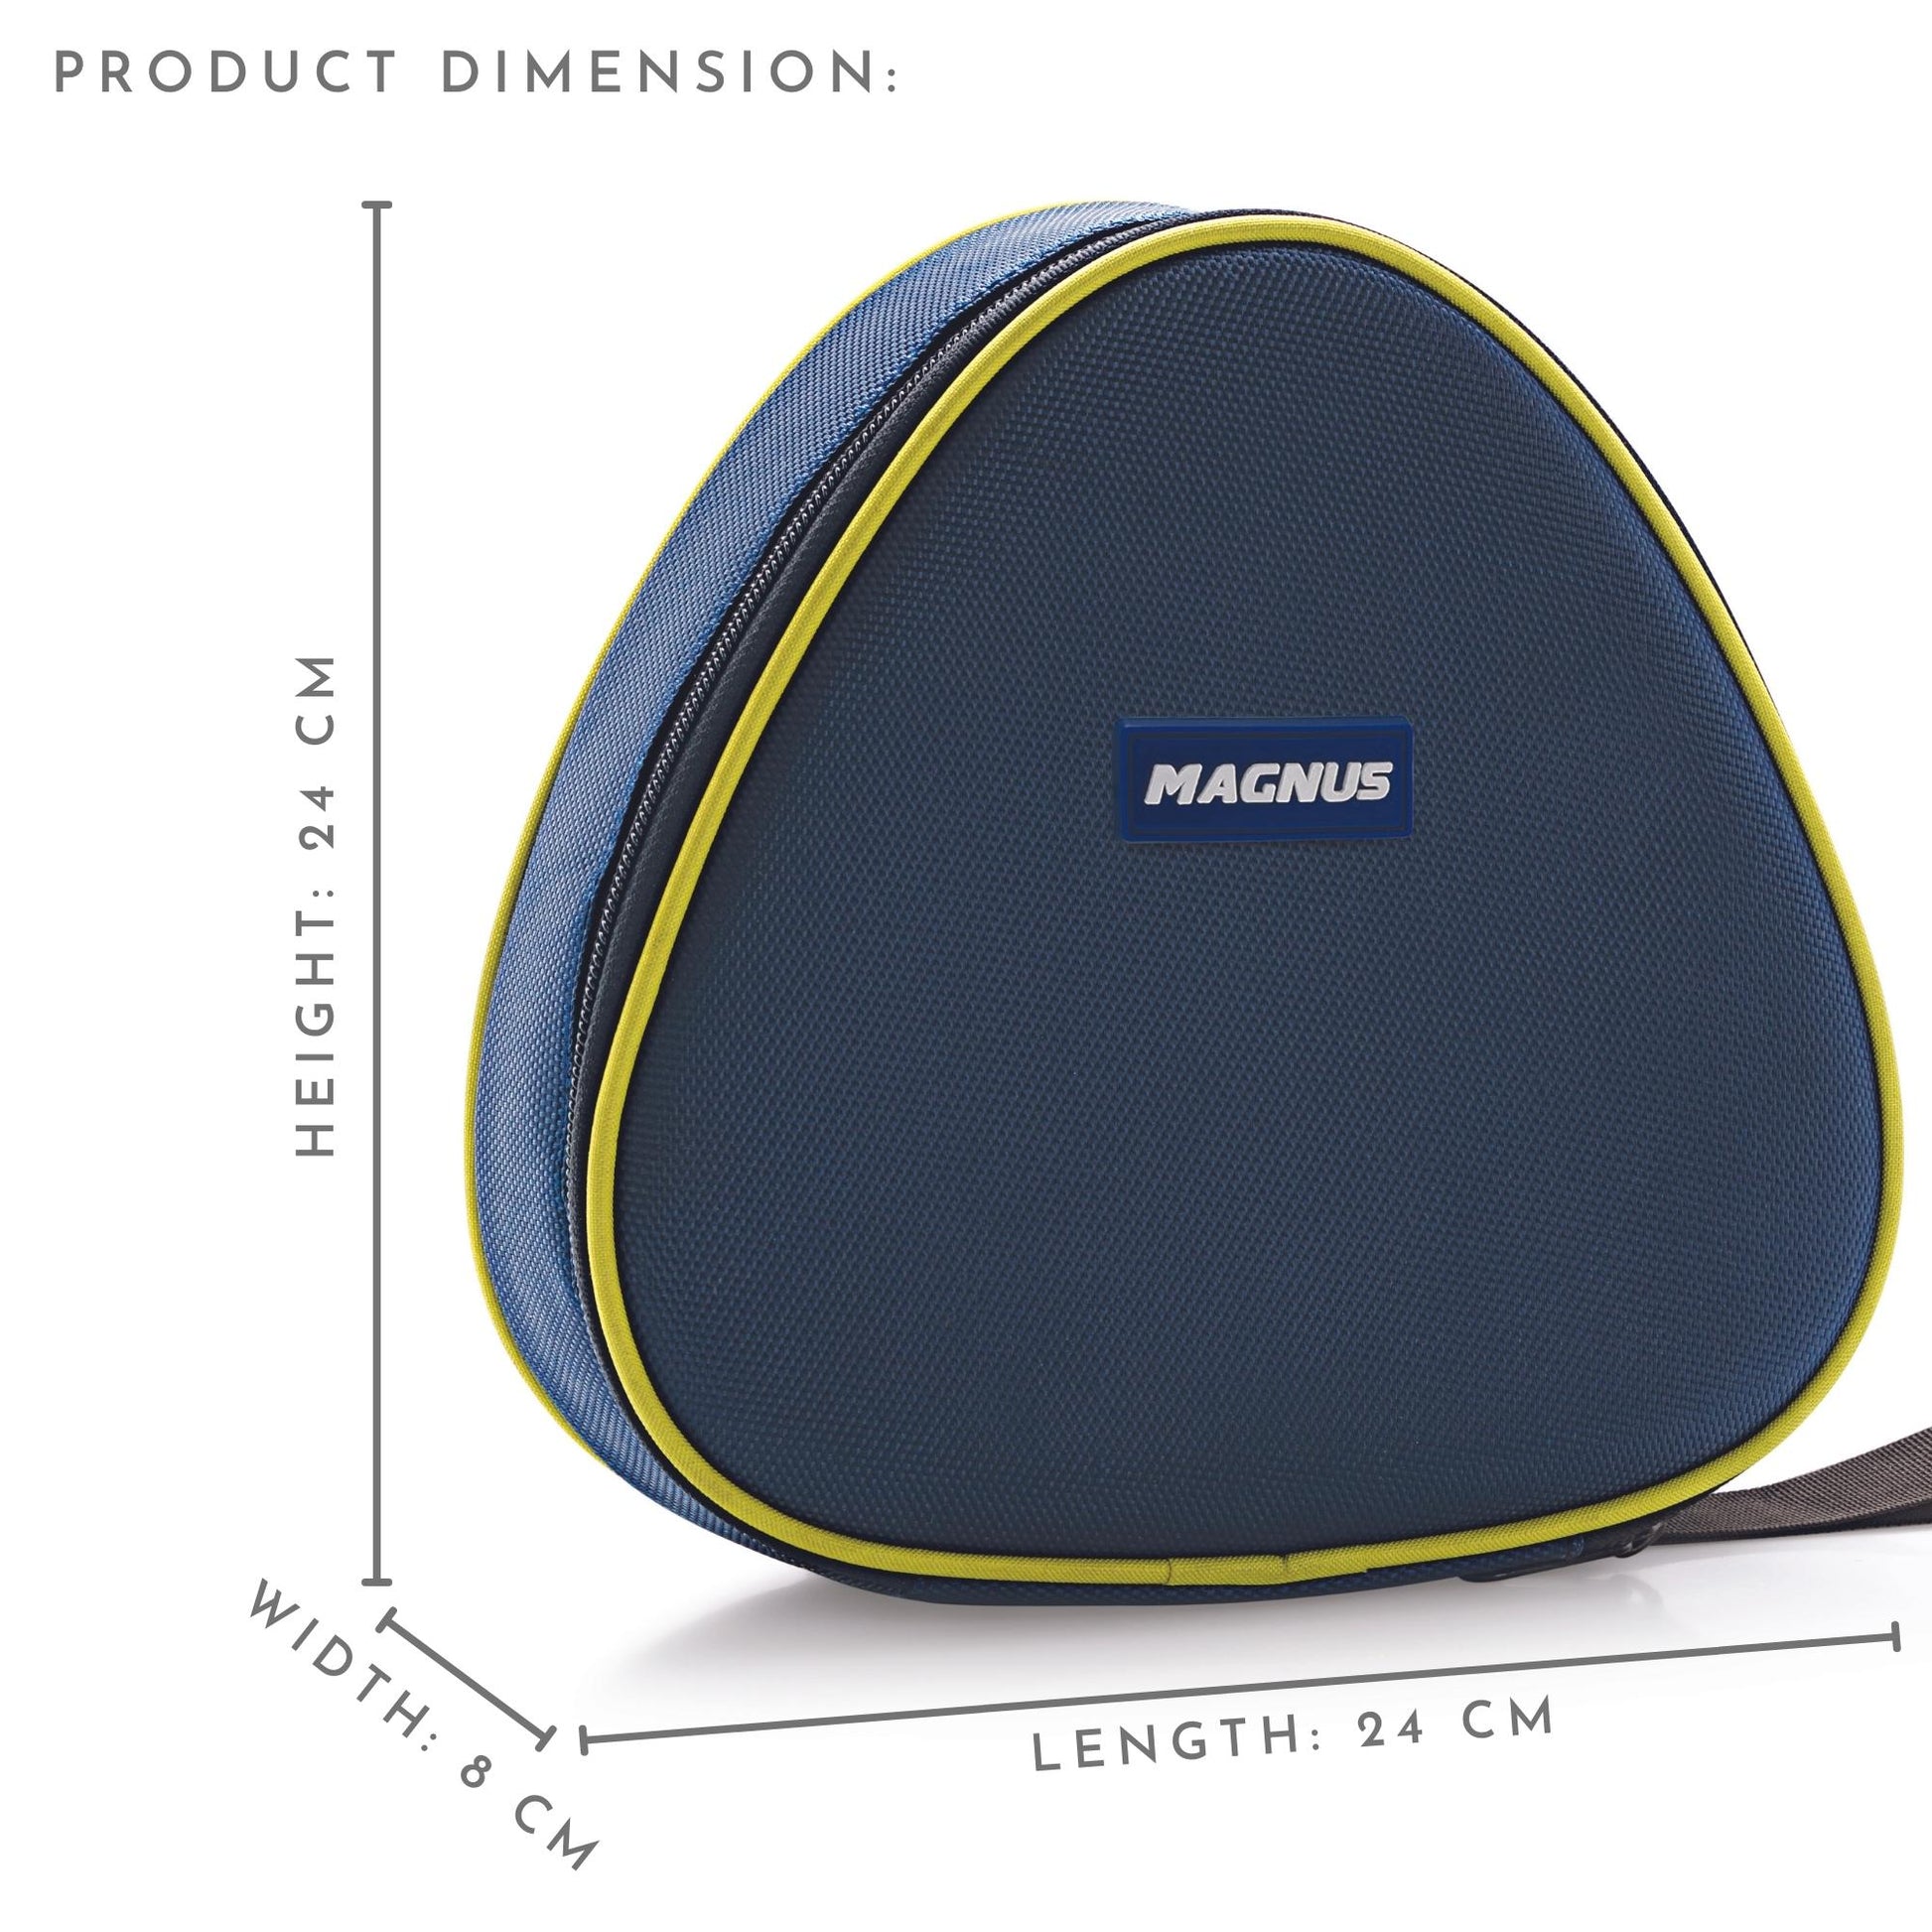 PRODUCT DIMENSION:
HEIGHT: 24 CM
MAGNUS
WIDTH: 8 CM
LENGTH: 24 CM